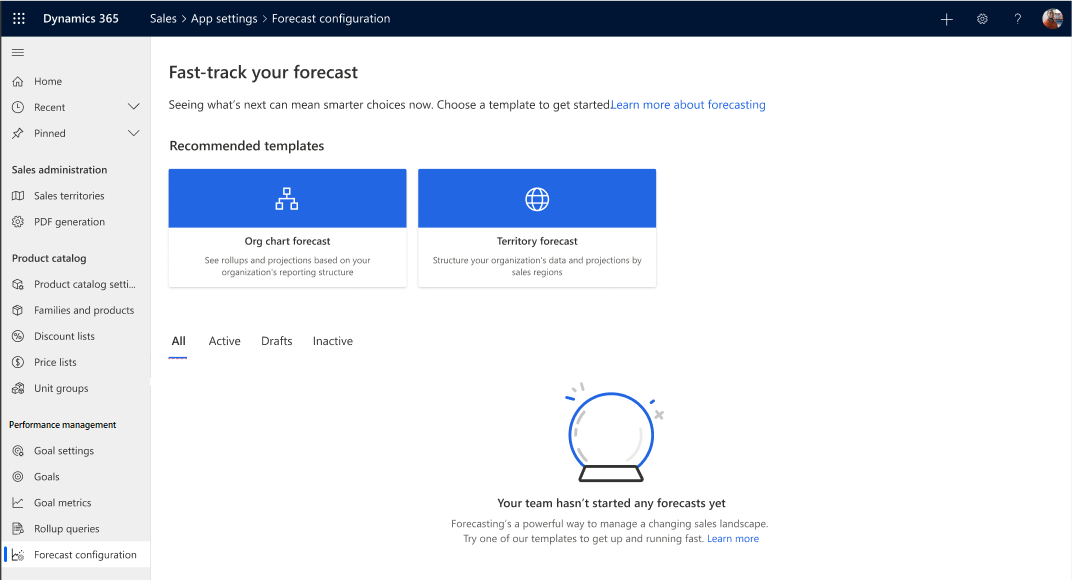 Dynamics 365
Sales > App settings > Forecast configuration
?
Home
Recent
Pinned
Sales administration
Sales territories
PDF generation
Product catalog
Product catalog setti...
Families and products
Discount lists
Price lists
Unit groups
Performance management
Goal settings
Goals
Goal metrics
Rollup queries
Forecast configuration
Fast-track your forecast
Seeing what's next can mean smarter choices now. Choose a template to get started.Learn more about forecasting
Recommended templates
Org chart forecast
See rollups and projections based on your
organization's reporting structure
Territory forecast
Structure your organization's data and projections by
sales regions
All Active Drafts Inactive
Your team hasn't started any forecasts yet
Forecasting's a powerful way to manage a changing sales landscape.
Try one of our templates to get up and running fast. Learn more